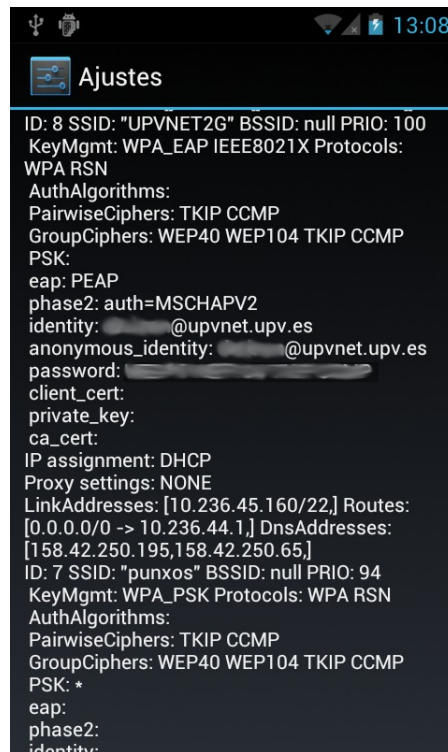 13:08
Ajustes
ID: 8 SSID: "UPVNET2G" BSSID: null PRIO: 100
KeyMgmt: WPA_EAP IEEE8021X Protocols:
WPA RSN
AuthAlgorithms:
PairwiseCiphers: TKIP CCMP
GroupCiphers: WEP40 WEP104 TKIP CCMP
PSK:
eap: PEAP
phase2: auth=MSCHAPV2
identity: @upvnet.upv.es
anonymous_identity: @upvnet.upv.es
password:
client_cert:
private_key:
ca_cert:
IP assignment: DHCP
Proxy settings: NONE
LinkAddresses: [10.236.45.160/22,] Routes:
[0.0.0.0/0 -> 10.236.44.1,] DnsAddresses:
[158.42.250.195,158.42.250.65,]
ID: 7 SSID: "punxos" BSSID: null PRIO: 94
KeyMgmt: WPA_PSK Protocols: WPA RSN
AuthAlgorithms:
PairwiseCiphers: TKIP CCMP
GroupCiphers: WEP40 WEP104 TKIP CCMP
PSK: *
eap:
phase2:
identity: